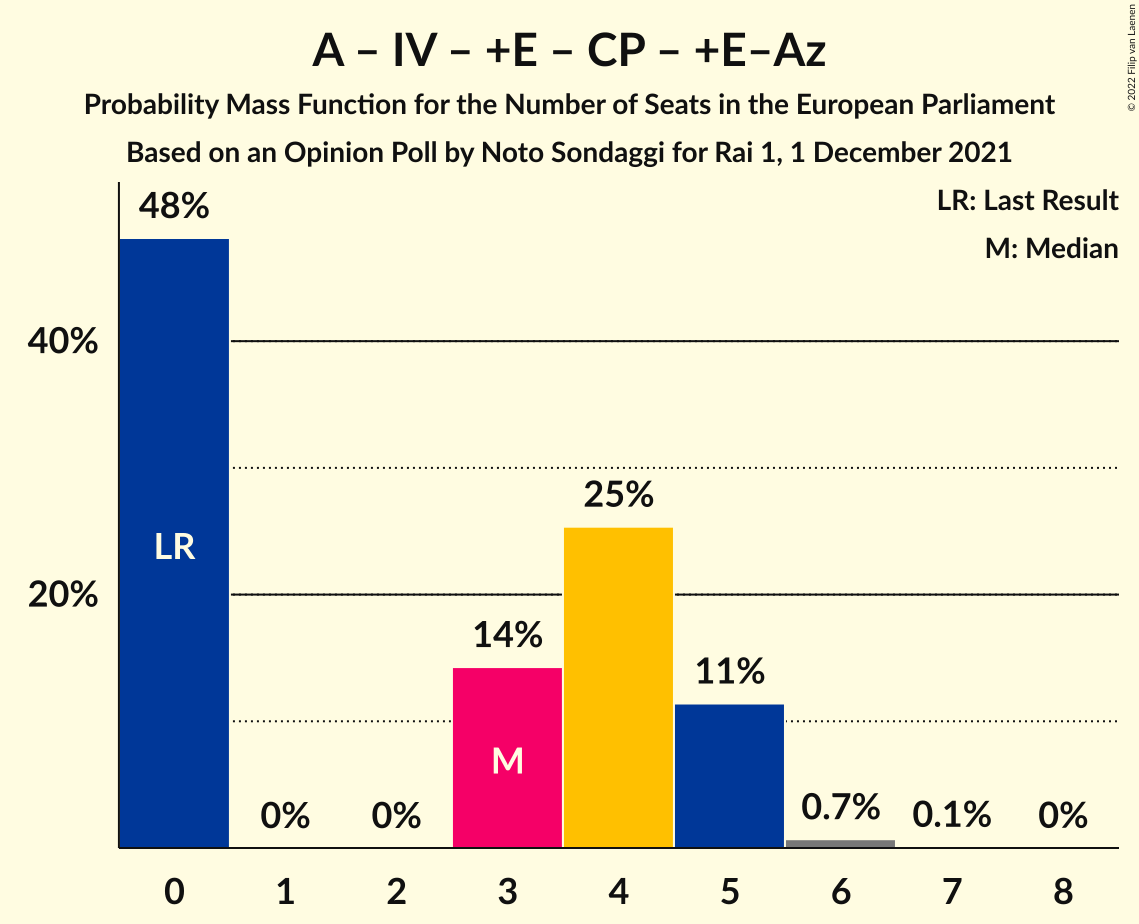 A – IV – +E – CP – +E–Az
Probability Mass Function for the Number of Seats in the European Parliament
Based on an Opinion Poll by Noto Sondaggi for Rai 1, 1 December 2021
© 2022 Filip van Laenen
LR: Last Result
M: Median
48%
40%
25%
LR
20%
14%
11%
M
0%
0%
0.7%
0.1%
0%
0 1 2 3 4 5 6 7 8